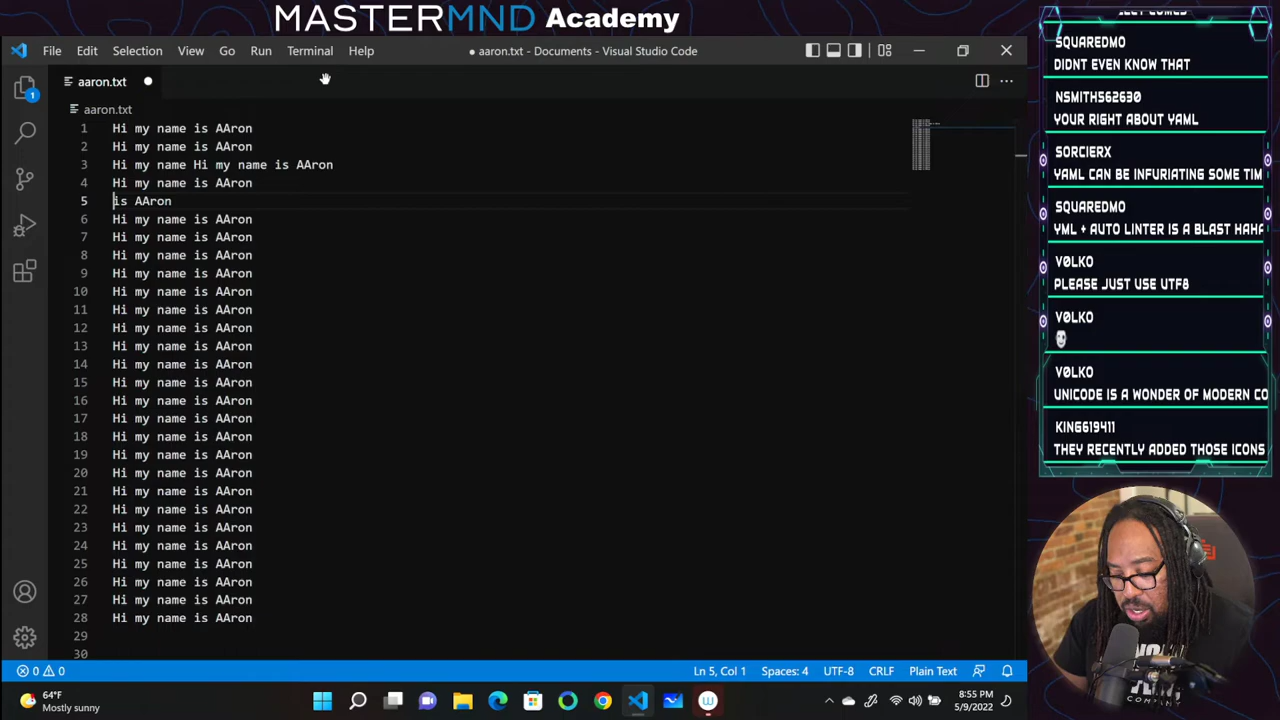 MASTERMND Academy
File Edit Selection View Go Run Terminal Help
● aaron.txt - Documents - Visual Studio Code
aaron.txt
aaron.txt
1 Hi my name is AAron
2 Hi my name is AAron
3 Hi my name Hi my name is AAron
4 Hi my name is AAron
5 is AAron
6 Hi my name is AAron
7 Hi my name is AAron
8 Hi my name is AAron
9 Hi my name is AAron
10 Hi my name is AAron
11 Hi my name is AAron
12 Hi my name is AAron
13 Hi my name is AAron
14 Hi my name is AAron
15 Hi my name is AAron
16 Hi my name is AAron
17 Hi my name is AAron
18 Hi my name is AAron
19 Hi my name is AAron
20 Hi my name is AAron
21 Hi my name is AAron
22 Hi my name is AAron
23 Hi my name is AAron
24 Hi my name is AAron
25 Hi my name is AAron
26 Hi my name is AAron
27 Hi my name is AAron
28 Hi my name is AAron
29
30
1
0 0 Ln 5, Col 1 Spaces: 4 UTF-8 CRLF Plain Text
64°F
Mostly sunny
8:55 PM
5/9/2022
SQUAREDMO
DIDNT EVEN KNOW THAT
NSMITH562630
YOUR RIGHT ABOUT YAML
SORCIERX
YAML CAN BE INFURIATING SOME TIM
SQUAREDMO
YML + AUTO LINTER IS A BLAST HAHA
V0LKO
PLEASE JUST USE UTF8
V0LKO
V0LKO
UNICODE IS A WONDER OF MODERN CO
KING619411
THEY RECENTLY ADDED THOSE ICONS
COMPANY